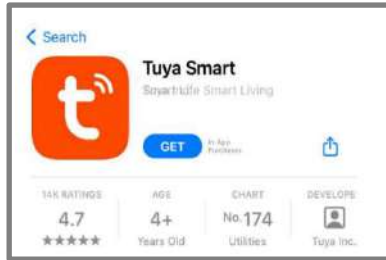 Search
Tuya Smart
Smart Living
GET
In-App
Purchases
14K RATINGS
AGE
CHART
DEVELOPE
4.7
4+
No.174
★★★★★
Years Old
Utilities
Tuya Inc.